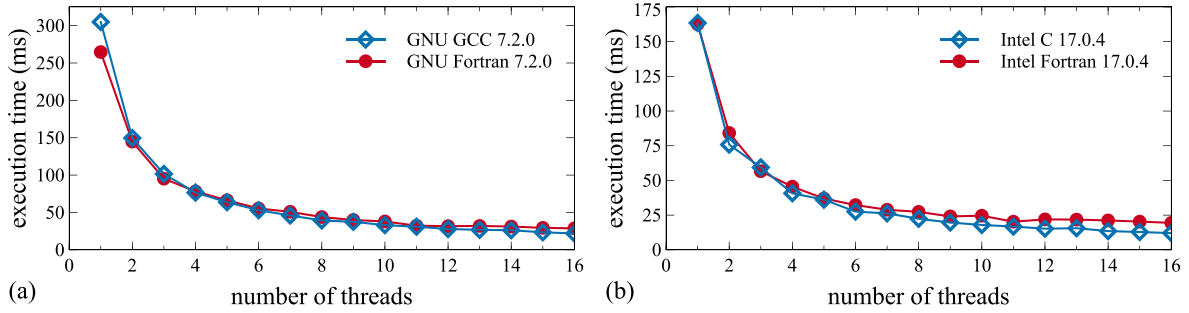 300
250
200
150
100
50
0
execution time (ms)
GNU GCC 7.2.0
GNU Fortran 7.2.0
0 2 4 6 8 10 12 14 16
number of threads
(a)
175
150
125
100
75
50
25
0
execution time (ms)
Intel C 17.0.4
Intel Fortran 17.0.4
0 2 4 6 8 10 12 14 16
number of threads
(b)